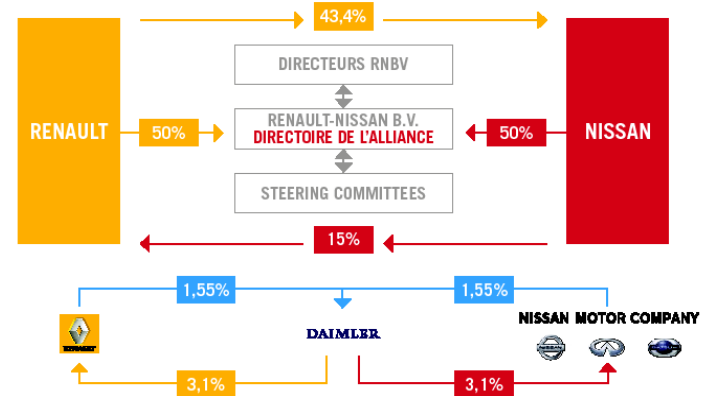 43,4%
DIRECTEURS RNBV
RENAULT
50%
RENAULT-NISSAN B.V.
DIRECTOIRE DE L'ALLIANCE
50%
NISSAN
STEERING COMMITTEES
15%
1,55%
1,55%
NISSAN MOTOR COMPANY
DAIMLER
3,1%
3,1%